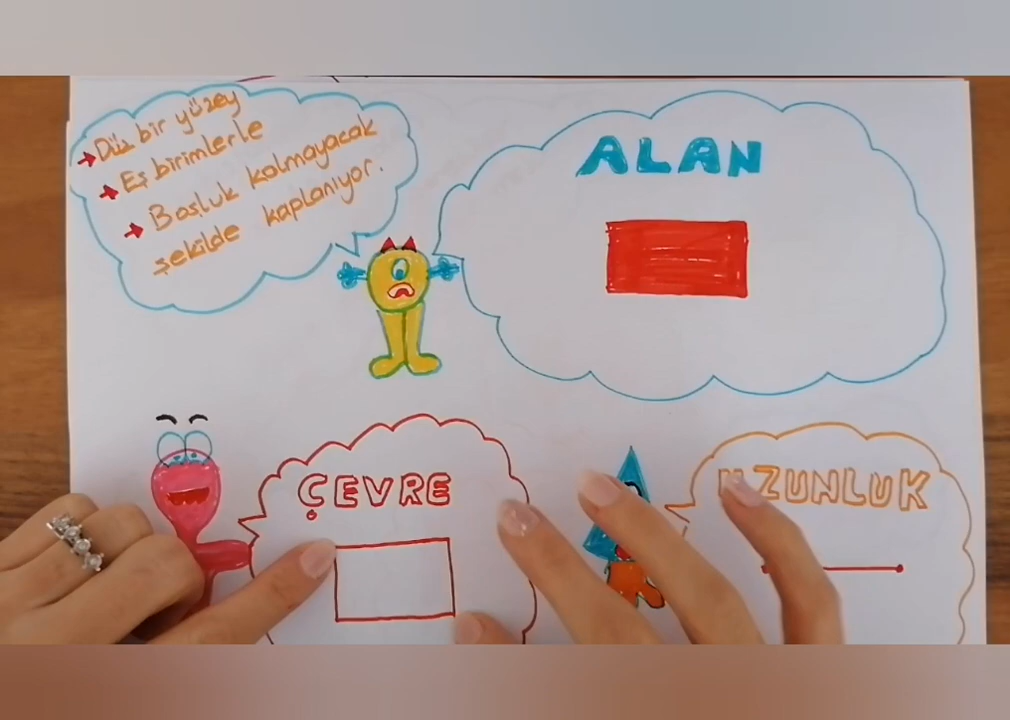 → Düz bir yüzey
→ Eş birimlerle
→ Boşluk kalmayacak
şekilde kaplanıyor.
ALAN
ÇEVRE
UZUNLUK